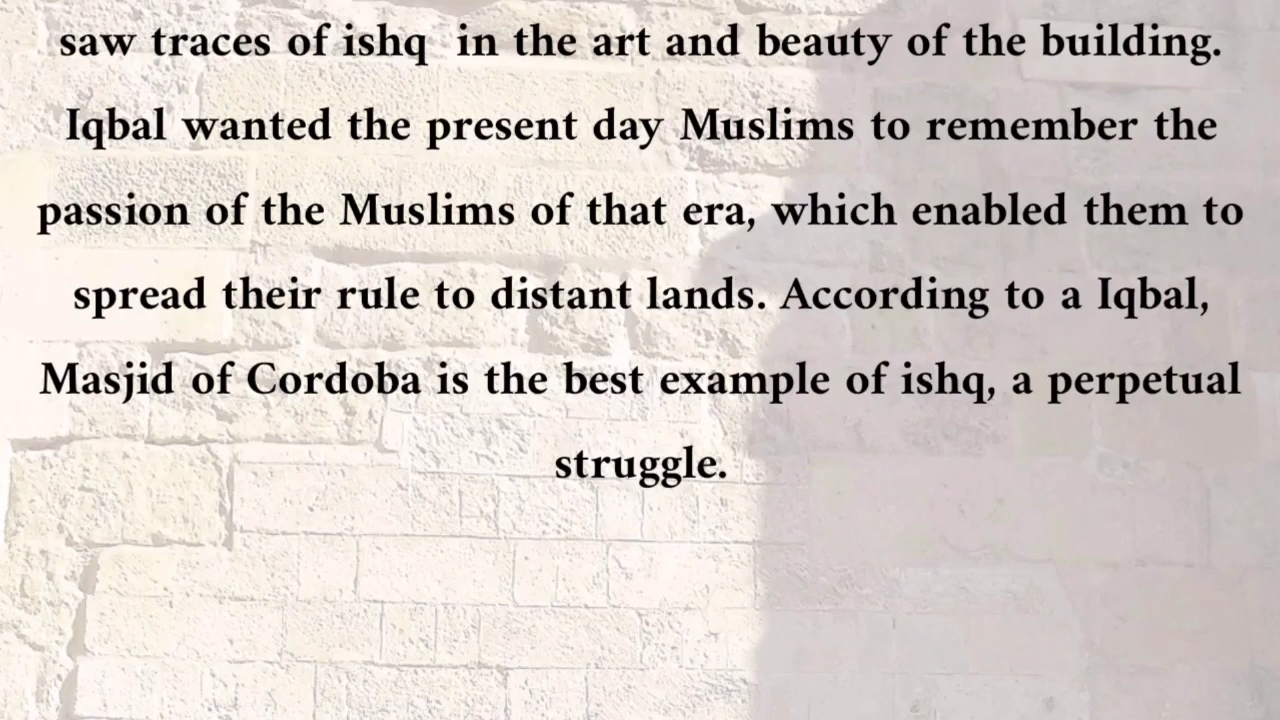 saw traces of ishq  in the art and beauty of the building.
Iqbal wanted the present day Muslims to remember the
passion of the Muslims of that era, which enabled them to
spread their rule to distant lands. According to a Iqbal,
Masjid of Cordoba is the best example of ishq, a perpetual
struggle.